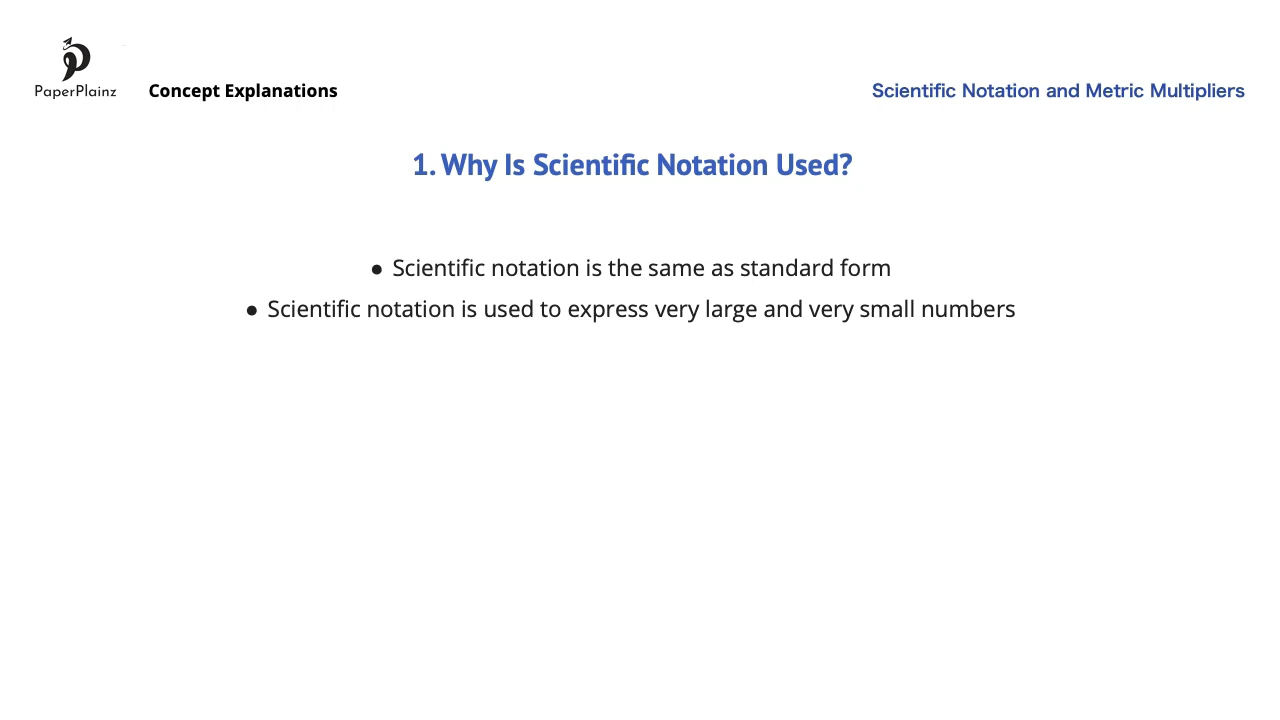 PaperPlainz
Concept Explanations
Scientific Notation and Metric Multipliers
1. Why Is Scientific Notation Used?
● Scientific notation is the same as standard form
● Scientific notation is used to express very large and very small numbers